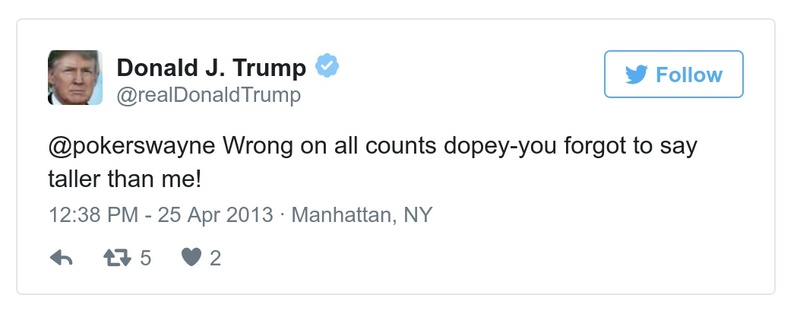 Donald J. Trump
@realDonaldTrump
Follow
@pokerswayne Wrong on all counts dopey-you forgot to say
taller than me!
12:38 PM - 25 Apr 2013 · Manhattan, NY
5 2